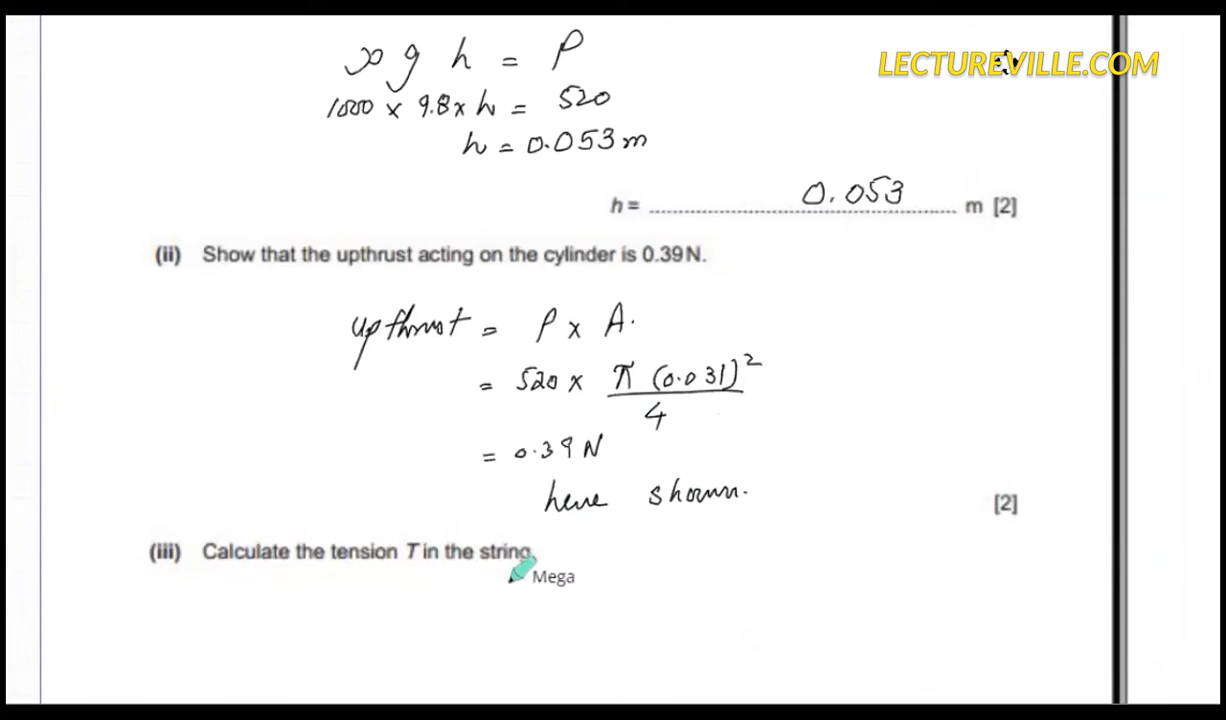 ρ g h = P
LECTUREVILLE.COM
1000 × 9.8 × h = 520
h = 0.053 m
0.053
h = ........ m [2]
(ii) Show that the upthrust acting on the cylinder is 0.39 N.
upthrust = P × A.
= 520 × π (0.031)²
4
= 0.39 N
hence shown.
[2]
(iii) Calculate the tension T in the string.
Mega